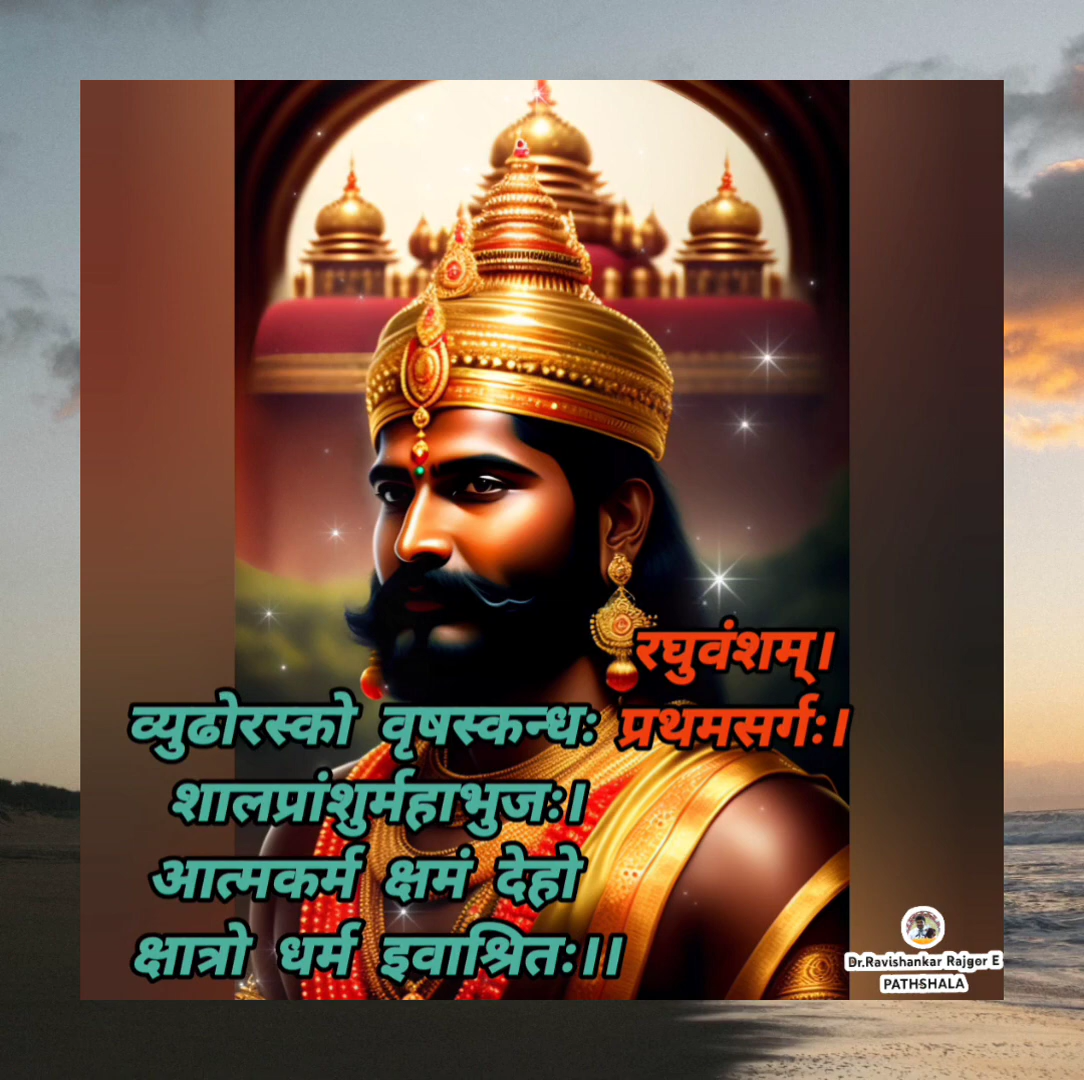 रघुवंशम्।
प्रथमसर्गः।
व्युढोरस्को वृषस्कन्धः
शालप्रांशुर्महाभुजः।
आत्मकर्म क्षमं देहो
क्षात्रो धर्म इवाश्रितः।।
Dr.Ravishankar Rajgor E
PATHSHALA